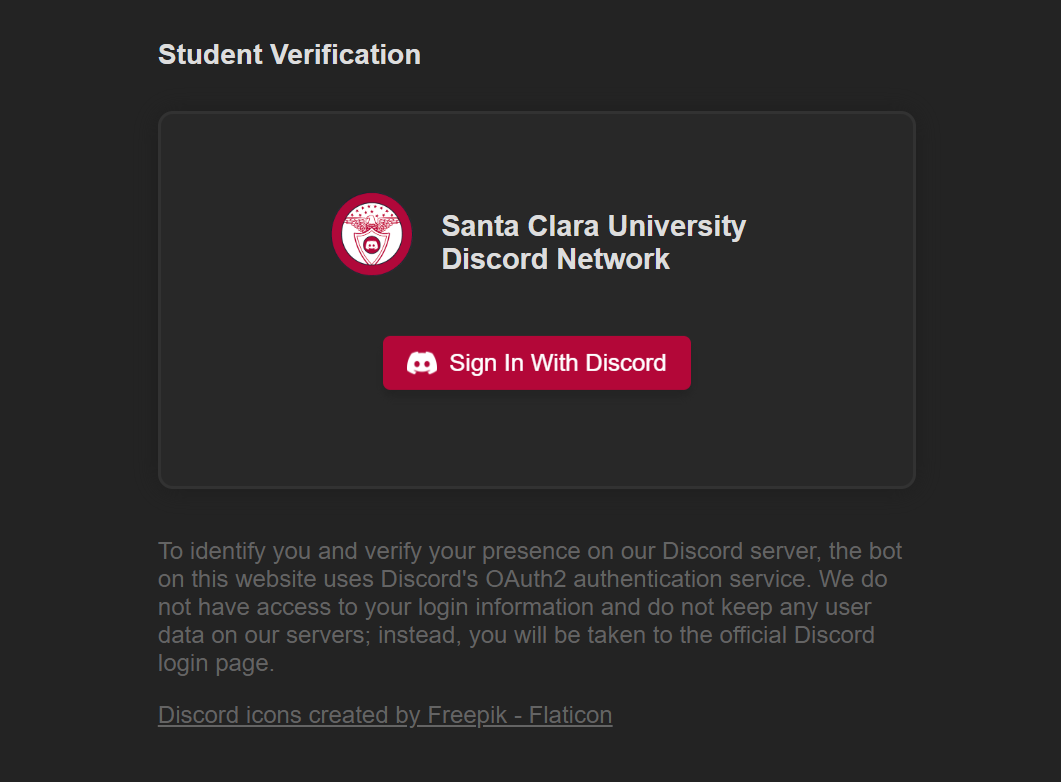 Student Verification
Santa Clara University
Discord Network
Sign In With Discord
To identify you and verify your presence on our Discord server, the bot
on this website uses Discord's OAuth2 authentication service. We do
not have access to your login information and do not keep any user
data on our servers; instead, you will be taken to the official Discord
login page.
Discord icons created by Freepik - Flaticon